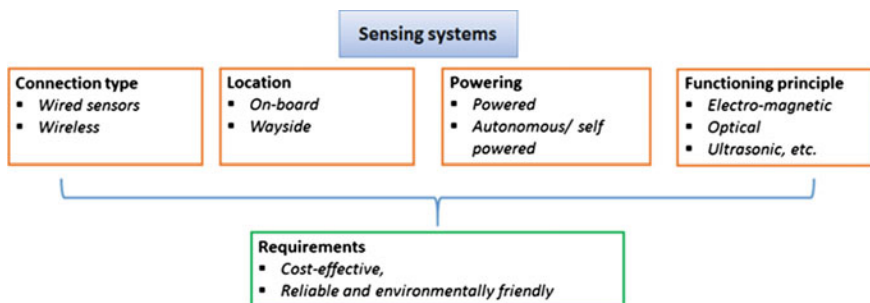 Sensing systems
Connection type
▪ Wired sensors
▪ Wireless
Location
▪ On-board
▪ Wayside
Powering
▪ Powered
▪ Autonomous/ self
powered
Functioning principle
▪ Electro-magnetic
▪ Optical
▪ Ultrasonic, etc.
Requirements
▪ Cost-effective,
▪ Reliable and environmentally friendly